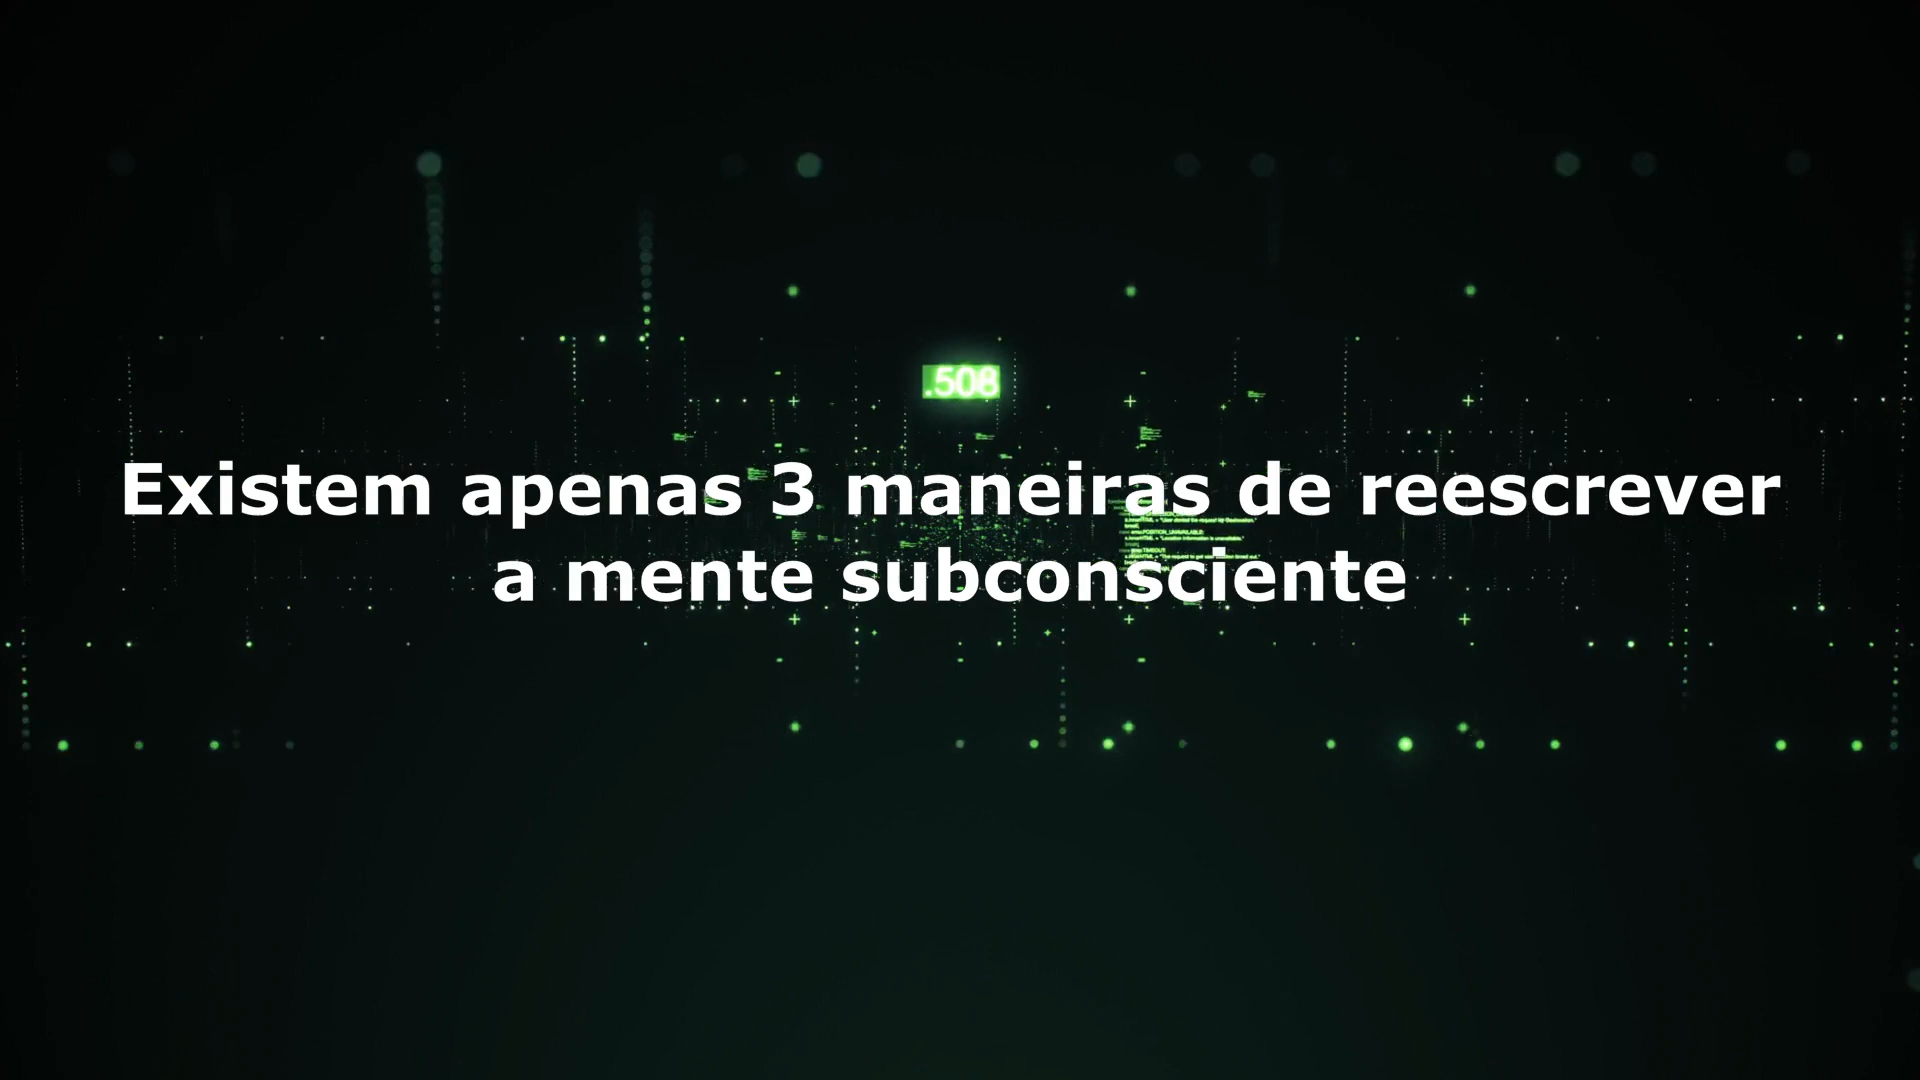 .508
Existem apenas 3 maneiras de reescrever
a mente subconsciente